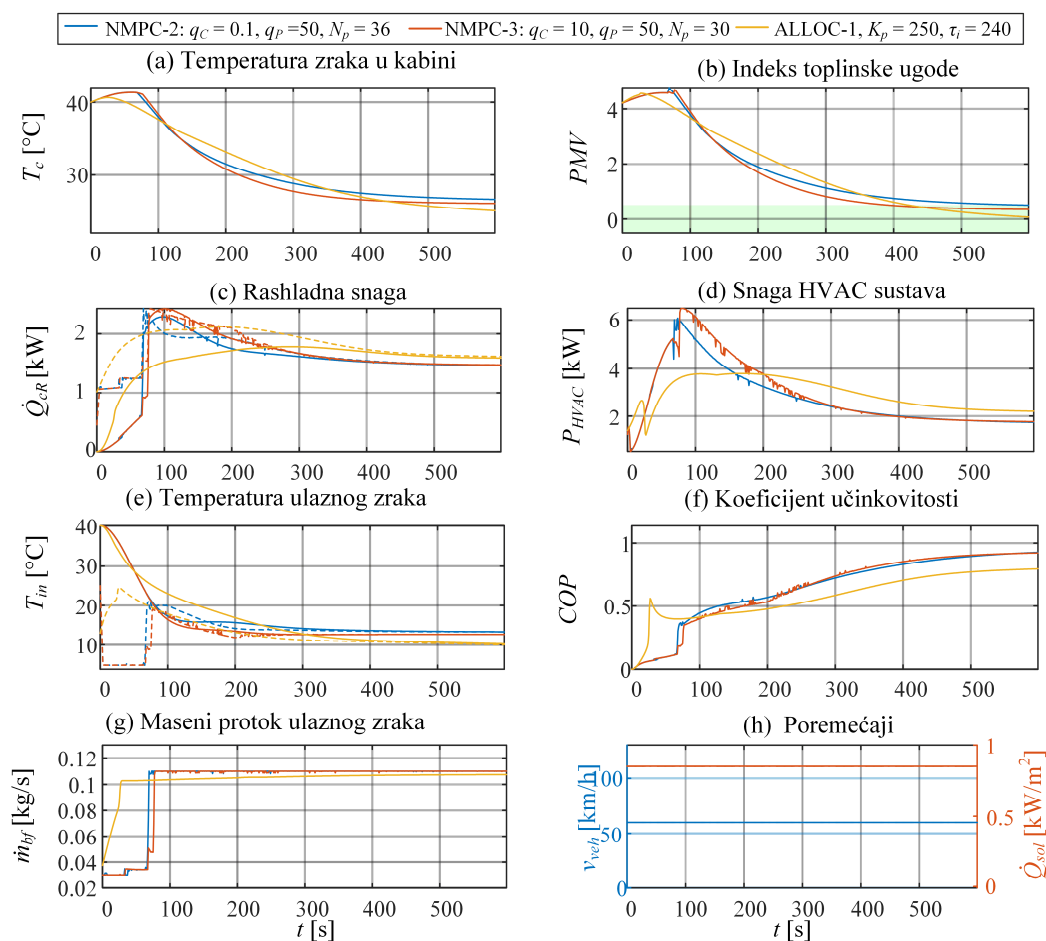 NMPC-2: q_C = 0.1, q_P =50, N_p = 36 NMPC-3: q_C = 10, q_P = 50, N_p = 30 ALLOC-1, K_p = 250, τ_i = 240
(a) Temperatura zraka u kabini
(b) Indeks toplinske ugode
T_c [°C]
40
30
0 100 200 300 400 500
PMV
4
2
0
0 100 200 300 400 500
(c) Rashladna snaga
(d) Snaga HVAC sustava
Q̇_cR [kW]
2
1
0
0 100 200 300 400 500
P_HVAC [kW]
6
4
2
0 100 200 300 400 500
(e) Temperatura ulaznog zraka
(f) Koeficijent učinkovitosti
T_in [°C]
40
30
20
10
0 100 200 300 400 500
COP
1
0.5
0
0 100 200 300 400 500
(g) Maseni protok ulaznog zraka
(h) Poremećaji
ṁ_bf [kg/s]
0.12
0.1
0.08
0.06
0.04
0.02
0 100 200 300 400 500
t [s]
v_veh [km/h]
100
50
0 100 200 300 400 500
t [s]
1
0.5
0
Q̇_sol [kW/m²]